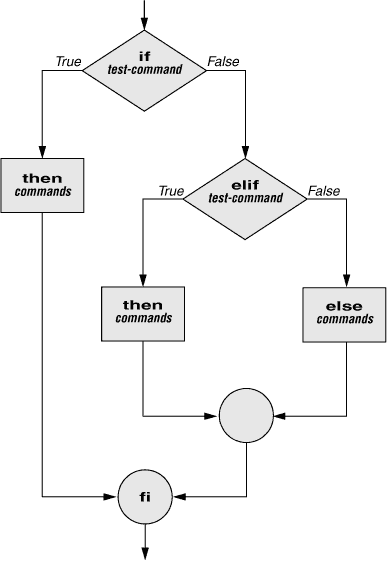 if
test-command
True
False
then
commands
elif
test-command
True
False
then
commands
else
commands
fi